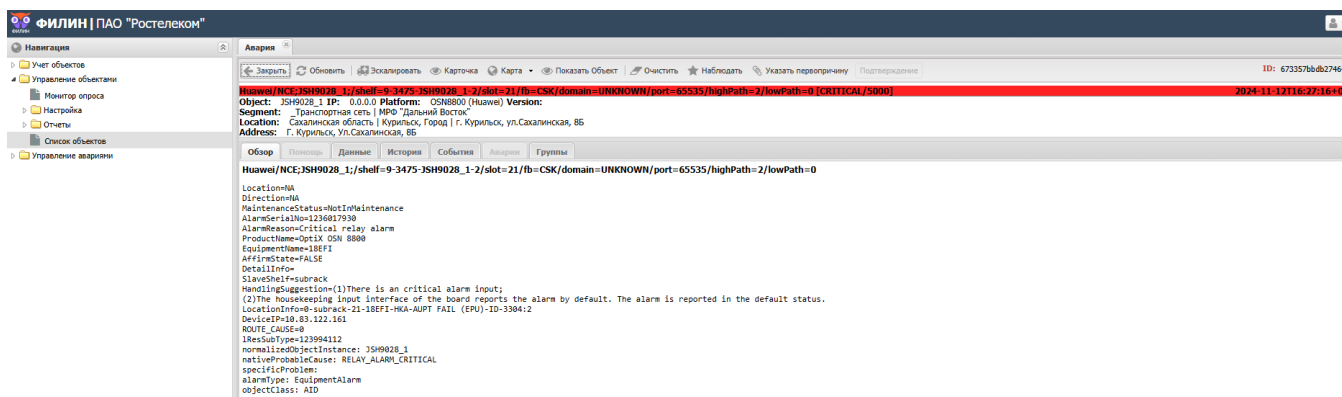 ФИЛИН | ПАО "Ростелеком"
ФИЛИН
Навигация
Учет объектов
Управление объектами
Монитор опроса
Настройка
Отчеты
Список объектов
Управление авариями
Авария
Закрыть Обновить Эскалировать Карточка Карта Показать Объект Очистить Наблюдать Указать первопричину Подтверждение ID: 673357bbdb2746
Huawei/NCE;JSH9028_1;/shelf=9-3475-JSH9028_1-2/slot=21/fb=CSK/domain=UNKNOWN/port=65535/highPath=2/lowPath=0 [CRITICAL/5000] 2024-11-12T16:27:16+0
Object: JSH9028_1 IP: 0.0.0.0 Platform: OSN8800 (Huawei) Version:
Segment: _Транспортная сеть | МРФ "Дальний Восток"
Location: Сахалинская область | Курильск, Город | г. Курильск, ул.Сахалинская, 8Б
Address: Г. Курильск, Ул.Сахалинская, 8Б
Обзор Помощь Данные История События Аварии Группы
Huawei/NCE;JSH9028_1;/shelf=9-3475-JSH9028_1-2/slot=21/fb=CSK/domain=UNKNOWN/port=65535/highPath=2/lowPath=0
Location=NA
Direction=NA
MaintenanceStatus=NotInMaintenance
AlarmSerialNo=1236017930
AlarmReason=Critical relay alarm
ProductName=OptiX OSN 8800
EquipmentName=18EFI
AffirmState=FALSE
DetailInfo=
SlaveShelf=subrack
HandlingSuggestion=(1)There is an critical alarm input;
(2)The housekeeping input interface of the board reports the alarm by default. The alarm is reported in the default status.
LocationInfo=0-subrack-21-18EFI-HKA-AUPT FAIL (EPU)-ID-3304:2
DeviceIP=10.83.122.161
ROUTE_CAUSE=0
lResSubType=123994112
normalizedObjectInstance: JSH9028_1
nativeProbableCause: RELAY_ALARM_CRITICAL
specificProblem:
alarmType: EquipmentAlarm
objectClass: AID